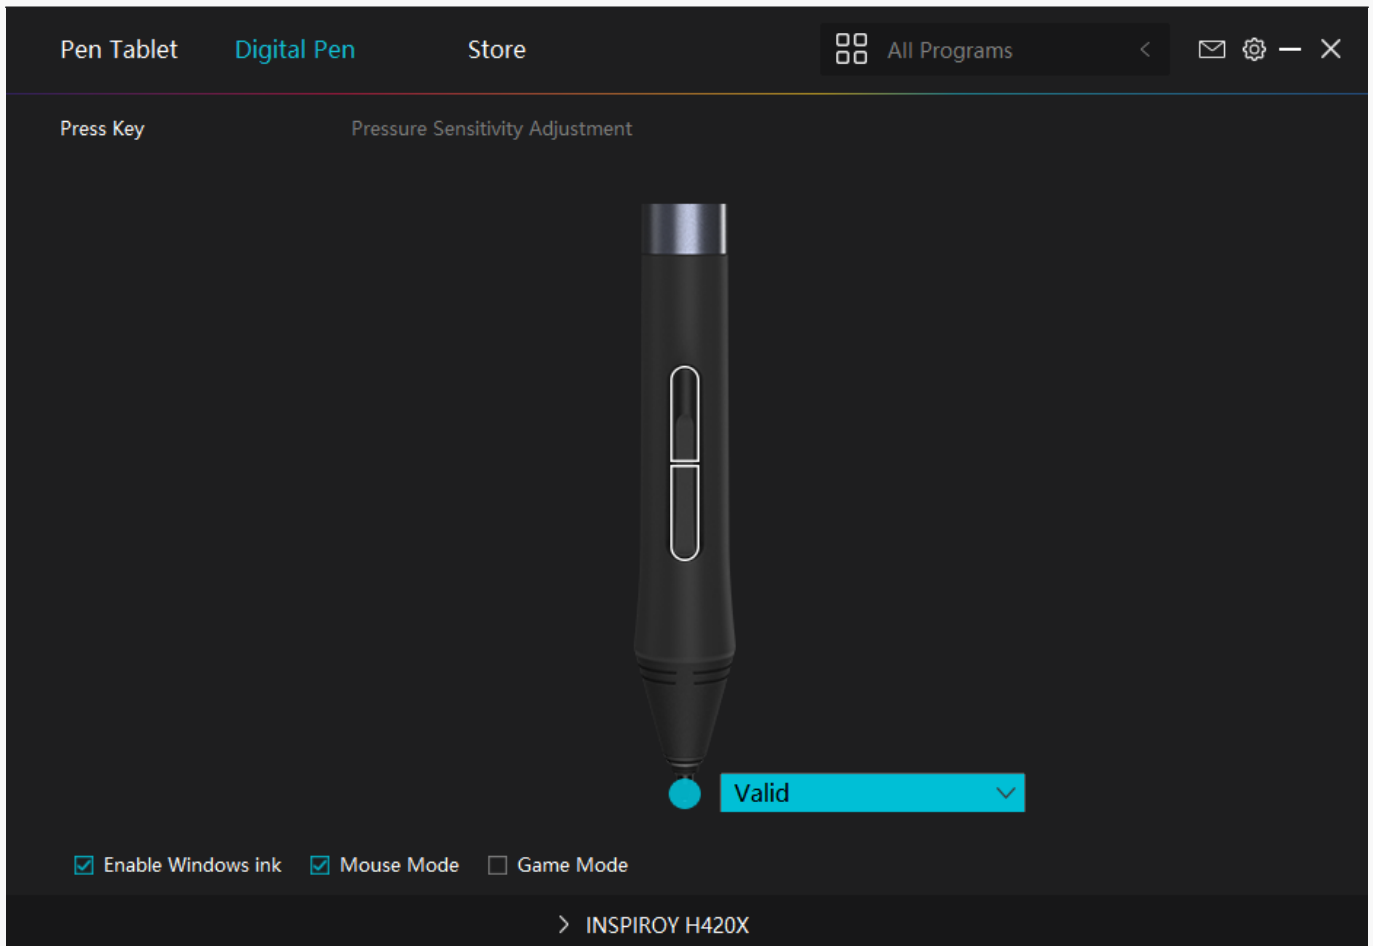 Pen Tablet Digital Pen Store All Programs
Press Key Pressure Sensitivity Adjustment
Valid
Enable Windows ink Mouse Mode Game Mode
INSPIROY H420X